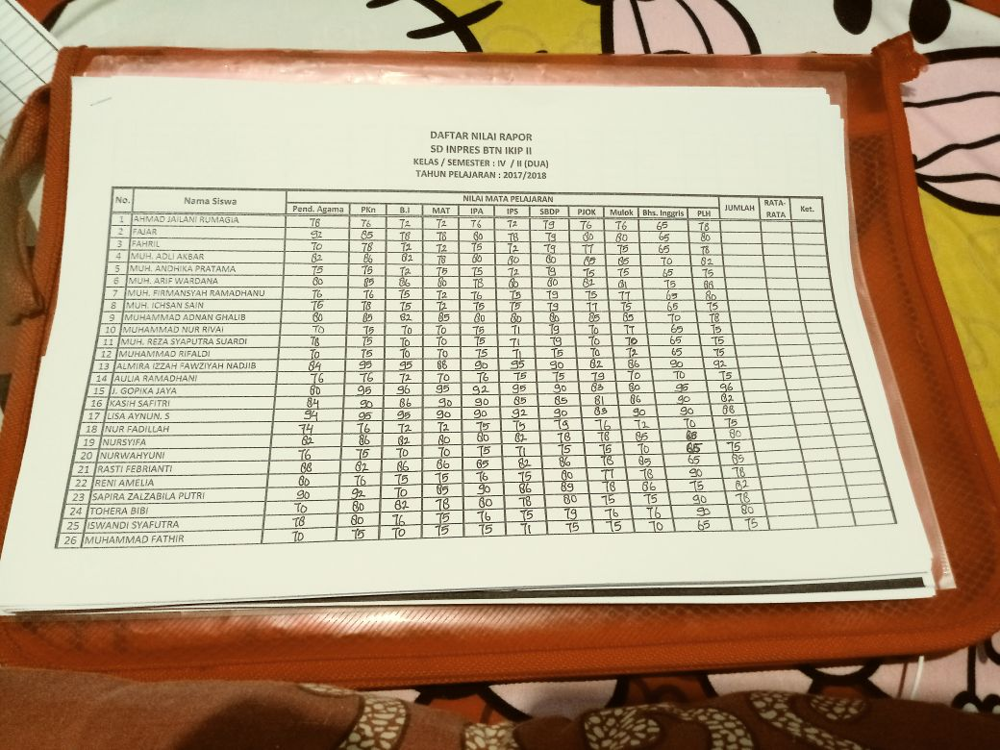 DAFTAR NILAI RAPOR
SD INPRES BTN IKIP II
KELAS / SEMESTER : IV / II (DUA)
TAHUN PELAJARAN : 2017/2018
No. Nama Siswa NILAI MATA PELAJARAN JUMLAH RATA-RATA Ket.
Pend. Agama PKn B.I MAT IPA IPS SBDP PJOK Mulok Bhs. Inggris PLH
1 AHMAD JAILANI RUMAGIA 78 76 72 72 76 72 79 76 76 65 78
2 FAJAR 92 85 78 78 80 78 79 80 80 65 80
3 FAHRIL 70 78 72 72 75 72 79 77 75 65 78
4 MUH. ADLI AKBAR 82 86 82 78 80 80 80 85 85 70 82
5 MUH. ANDHIKA PRATAMA 75 75 72 75 75 72 79 75 75 65 75
6 MUH. ARIF WARDANA 80 85 86 80 78 80 80 82 81 75 88
7 MUH. FIRMANSYAH RAMADHANU 76 76 75 72 76 75 79 75 77 65 80
8 MUH. ICHSAN SAIN 75 78 75 72 75 75 79 77 75 65 75
9 MUHAMMAD ADNAN GHALIB 80 85 82 85 80 80 80 85 85 70 78
10 MUHAMMAD NUR RIVAI 70 75 70 70 75 71 79 70 77 65 75
11 MUH. REZA SYAPUTRA SUARDI 78 75 70 70 75 71 79 70 70 65 75
12 MUHAMMAD RIFALDI 70 75 70 70 75 71 75 70 72 65 75
13 ALMIRA IZZAH FAWZIYAH NADJIB 84 95 95 88 90 95 90 82 86 90 92
14 AULIA RAMADHANI 76 76 72 70 76 75 75 79 70 70 75
15 J. GOPIKA JAYA 80 95 96 95 92 95 90 83 80 95 96
16 KASIH SAFITRI 84 90 86 90 90 85 85 81 86 90 82
17 LISA AYNUN. S 94 95 95 90 90 92 90 83 90 90 88
18 NUR FADILLAH 74 76 72 72 75 75 79 76 72 70 75
19 NURSYIFA 82 86 82 80 80 82 78 78 85 65 80
20 NURWAHYUNI 76 75 70 70 75 71 75 75 70 65 75
21 RASTI FEBRIANTI 88 82 86 86 85 82 86 78 85 65 85
22 RENI AMELIA 80 76 75 75 76 75 80 77 78 90 78
23 SAPIRA ZALZABILA PUTRI 90 92 70 85 90 86 89 78 86 75 82
24 TOHERA BIBI 70 80 82 78 80 78 80 75 75 90 78
25 ISWANDI SYAFUTRA 78 80 76 75 76 75 79 76 76 90 80
26 MUHAMMAD FATHIR 70 75 70 75 75 71 75 75 70 65 75